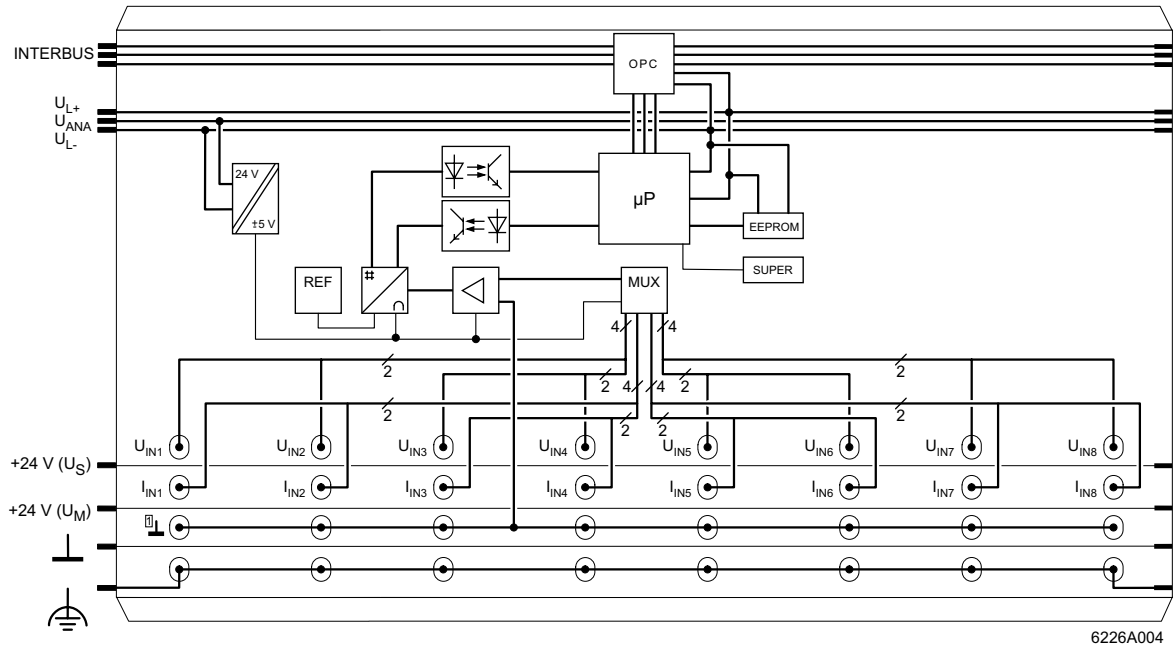 INTERBUS
OPC
U_L+
U_ANA
U_L-
24 V
±5 V
µP
EEPROM
SUPER
REF
#
∩
MUX
4 4
2 2 4 4 2 2
2 2 2 2
U_IN1 U_IN2 U_IN3 U_IN4 U_IN5 U_IN6 U_IN7 U_IN8
+24 V (U_S)
I_IN1 I_IN2 I_IN3 I_IN4 I_IN5 I_IN6 I_IN7 I_IN8
+24 V (U_M)
1
6226A004